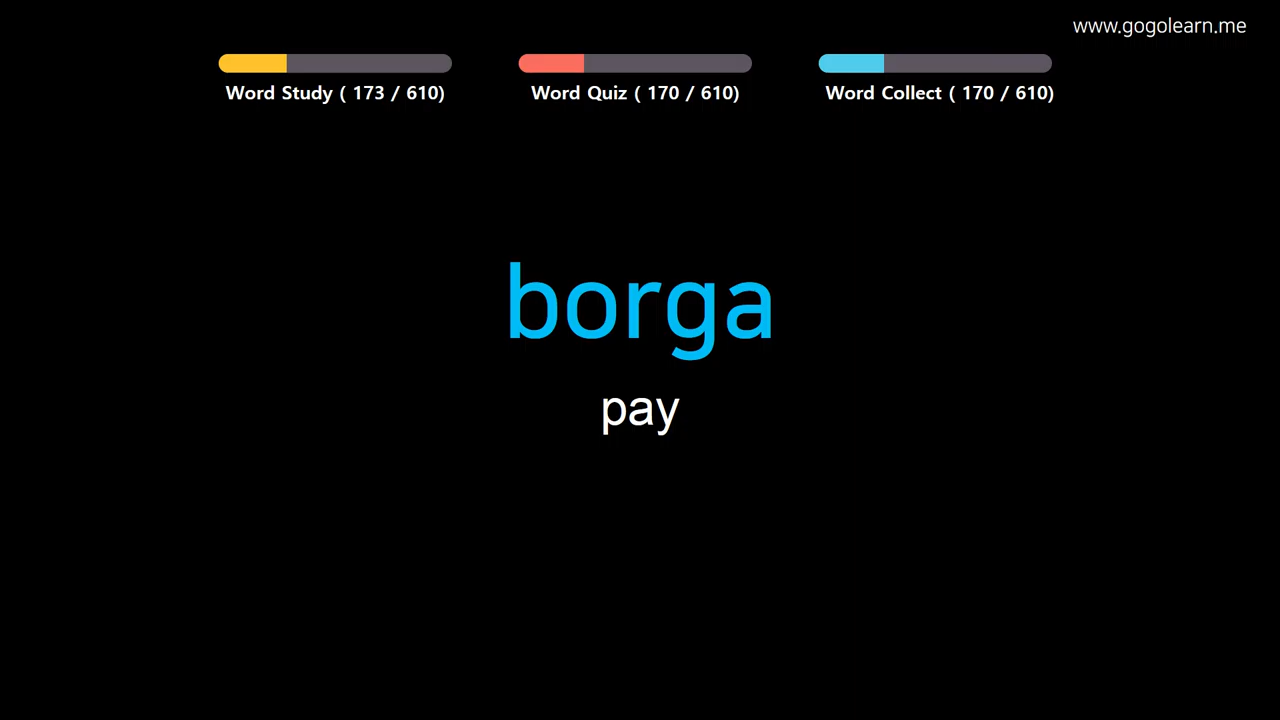 www.gogolearn.me
Word Study ( 173 / 610)
Word Quiz ( 170 / 610)
Word Collect ( 170 / 610)
borga
pay